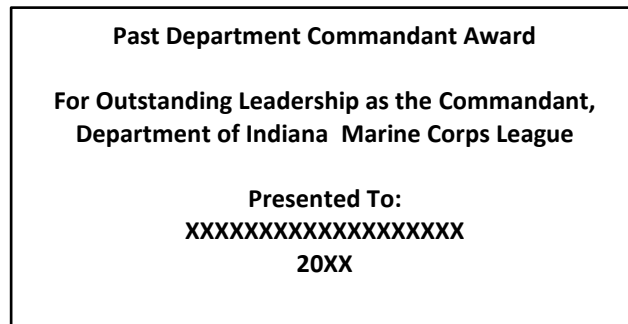 Past Department Commandant Award
For Outstanding Leadership as the Commandant,
Department of Indiana  Marine Corps League
Presented To:
XXXXXXXXXXXXXXXXXXX
20XX